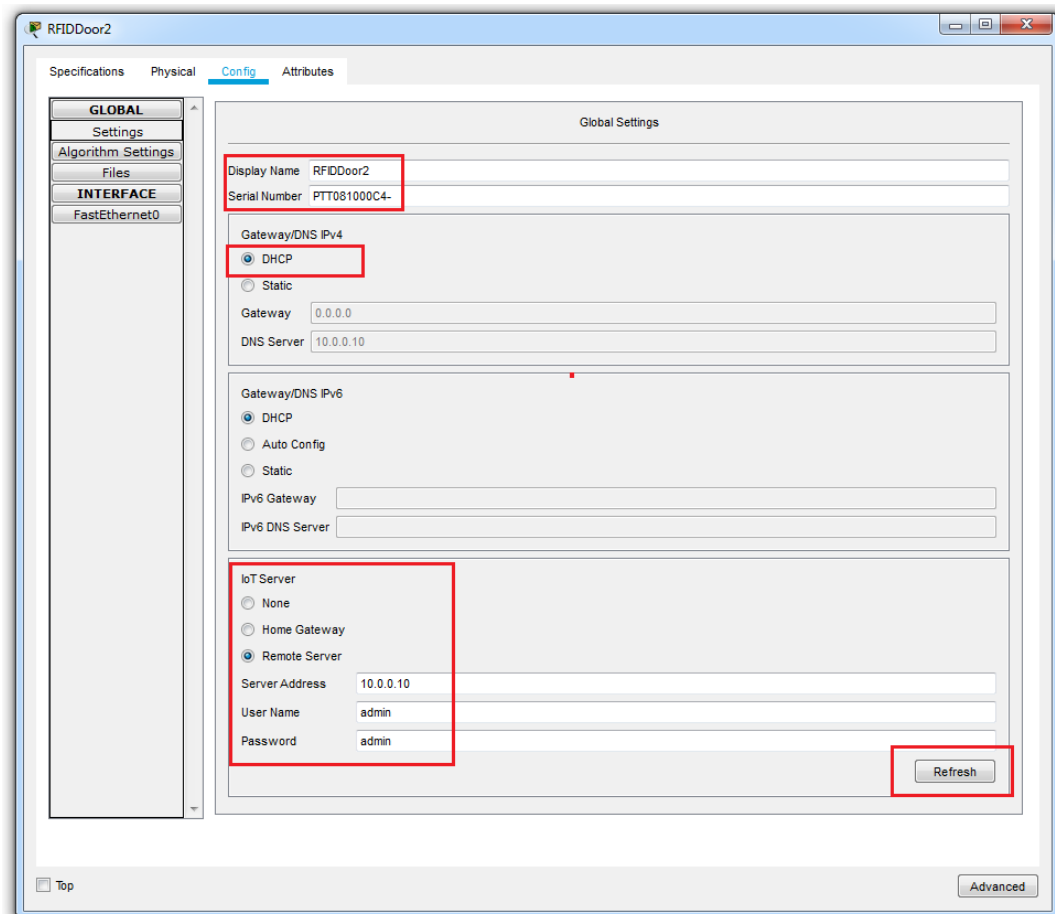 RFIDDoor2
Specifications Physical Config Attributes
GLOBAL
Settings
Algorithm Settings
Files
INTERFACE
FastEthernet0
Global Settings
Display Name RFIDDoor2
Serial Number PTT081000C4-
Gateway/DNS IPv4
DHCP
Static
Gateway 0.0.0.0
DNS Server 10.0.0.10
Gateway/DNS IPv6
DHCP
Auto Config
Static
IPv6 Gateway
IPv6 DNS Server
IoT Server
None
Home Gateway
Remote Server
Server Address 10.0.0.10
User Name admin
Password admin
Refresh
Top
Advanced